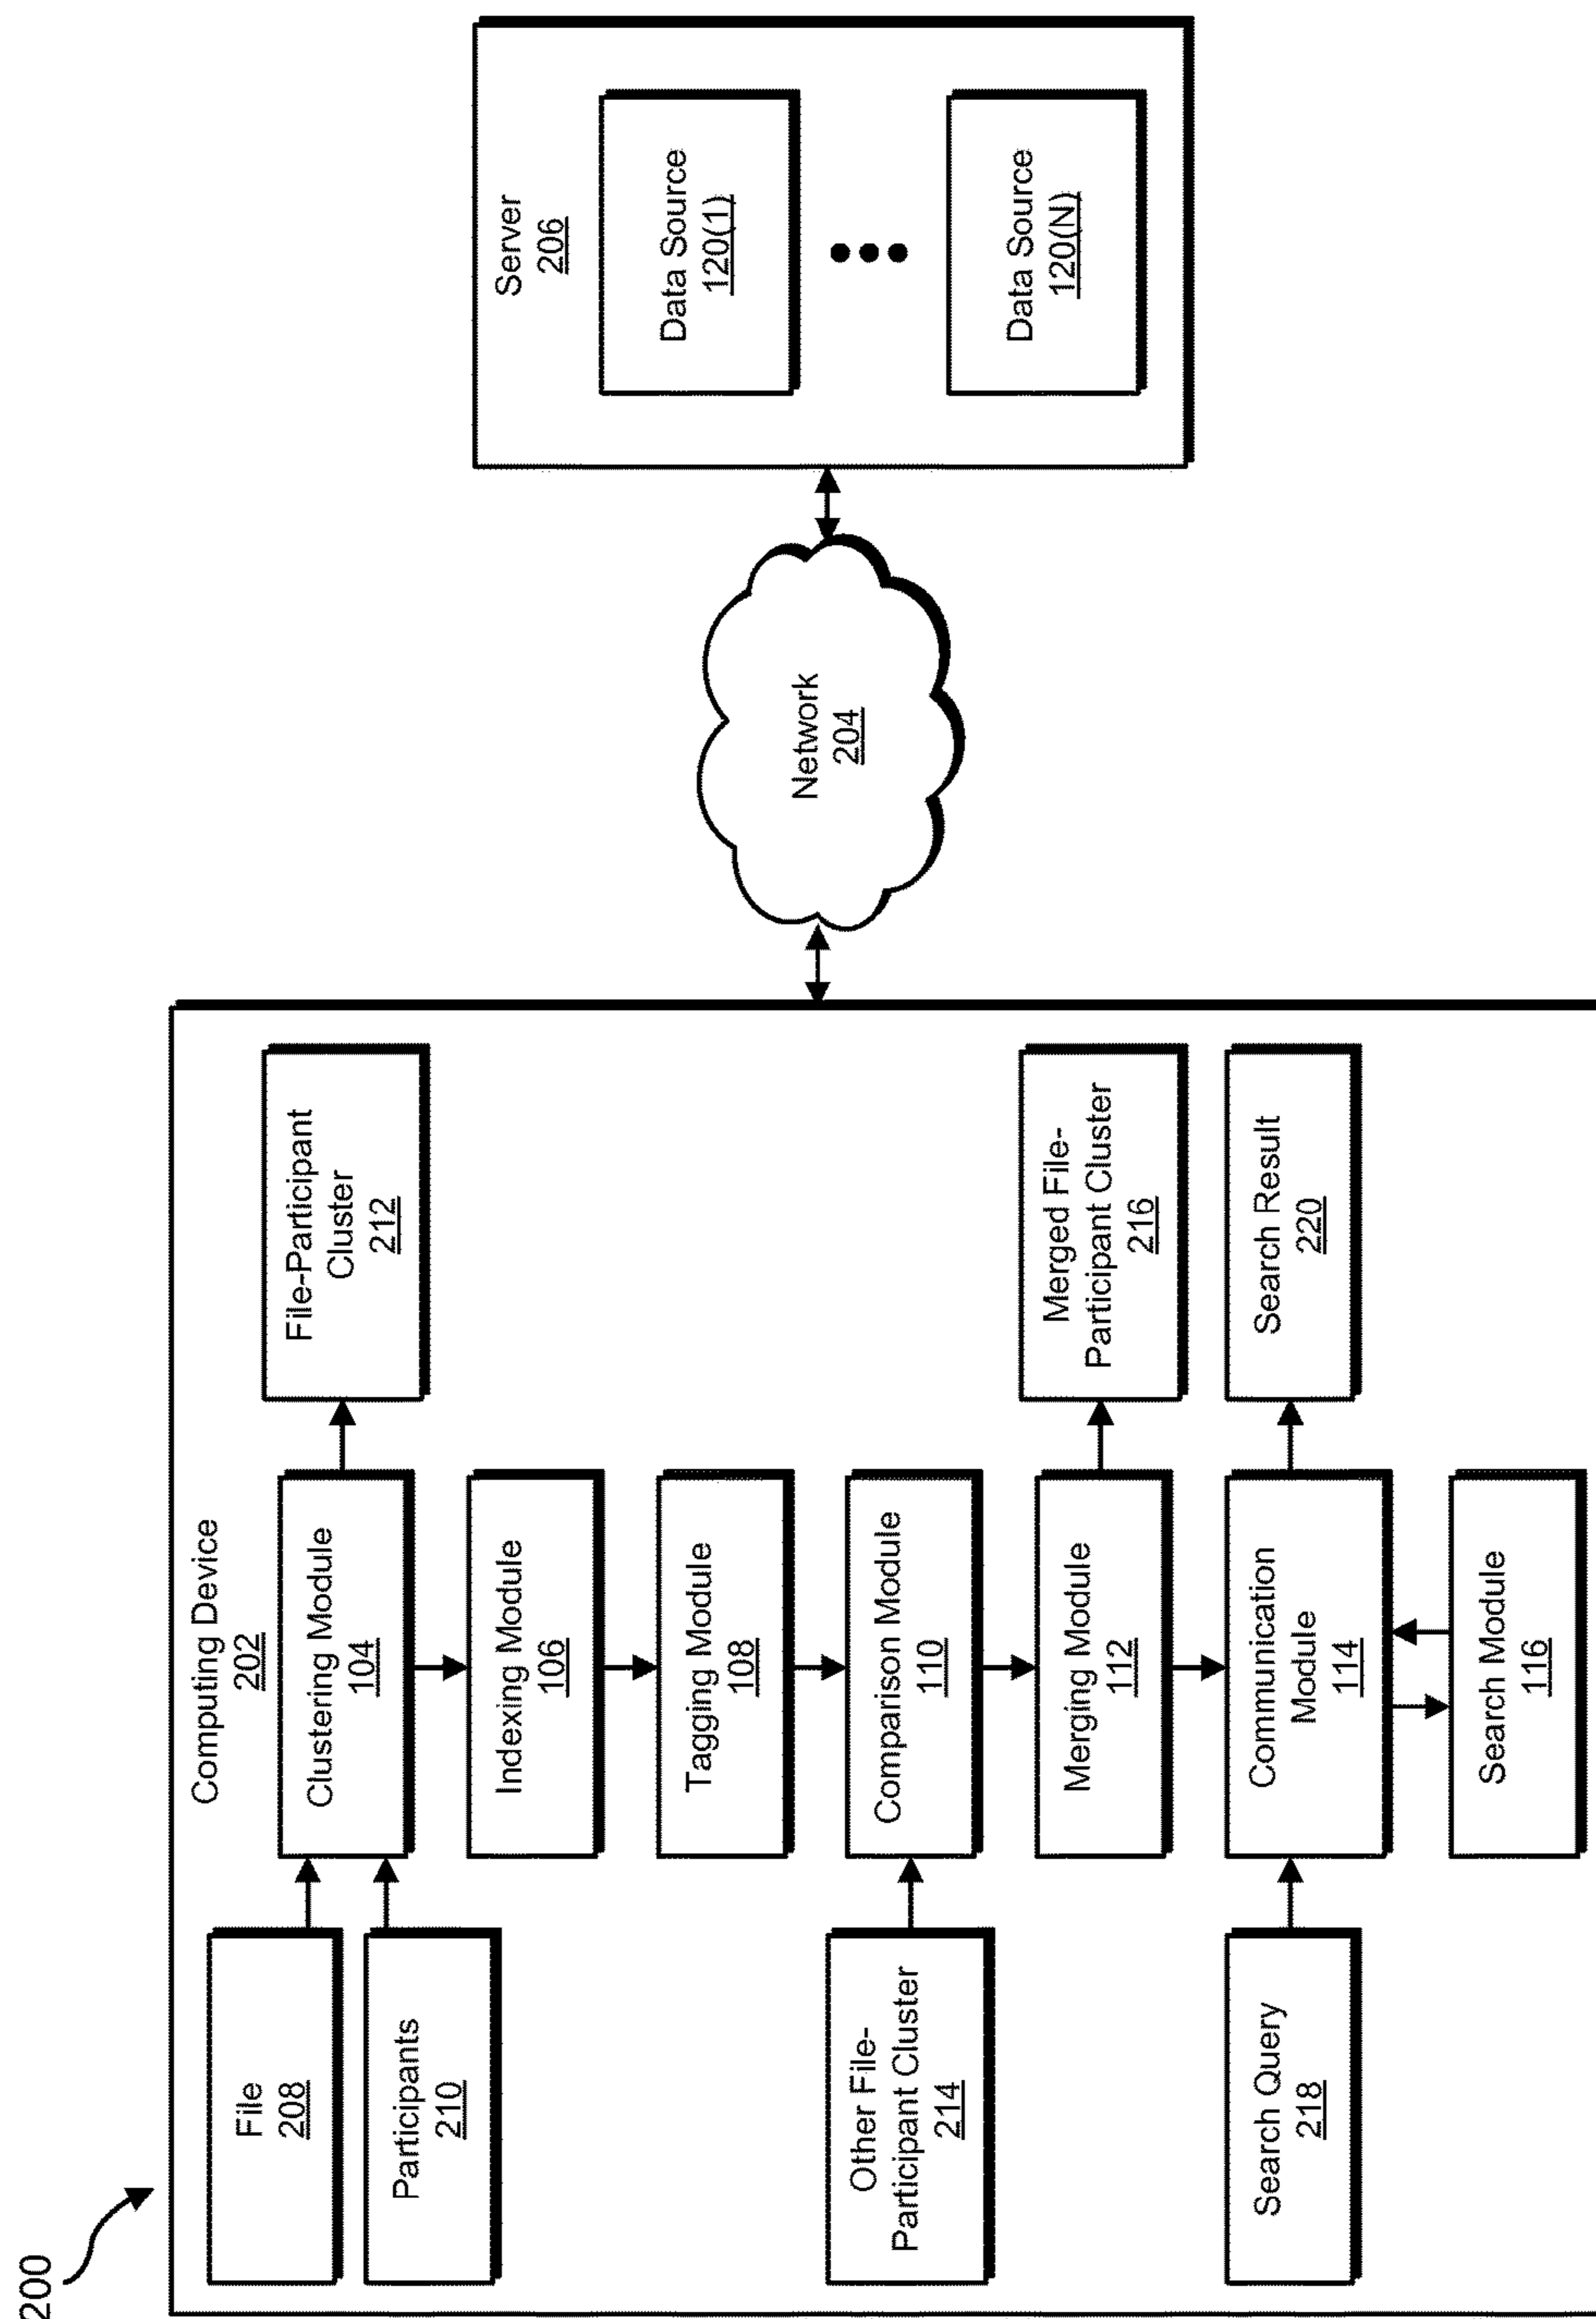 200
Computing Device
202
File
208
Participants
210
Clustering Module
104
File-Participant
Cluster
212
Indexing Module
106
Tagging Module
108
Other File-
Participant Cluster
214
Comparison Module
110
Merging Module
112
Merged File-
Participant Cluster
216
Search Query
218
Communication
Module
114
Search Result
220
Search Module
116
Network
204
Server
206
Data Source
120(1)
Data Source
120(N)